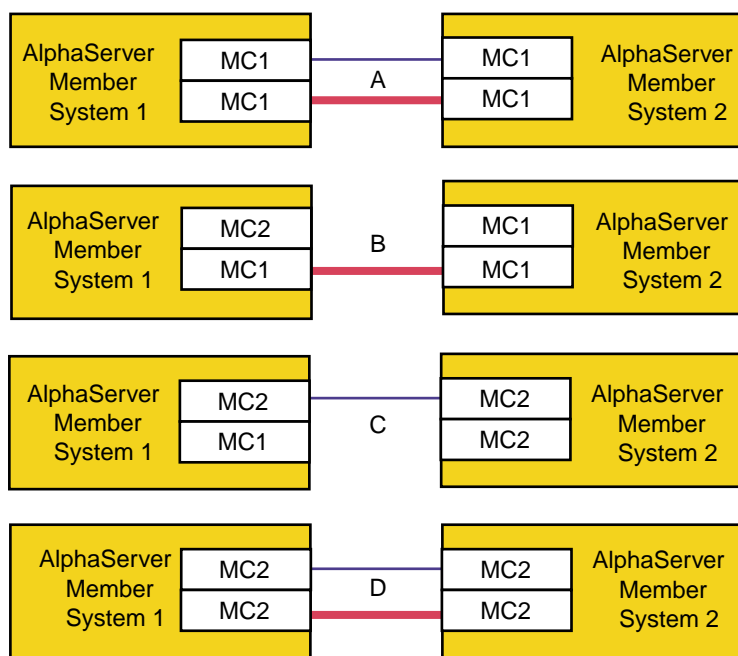 AlphaServer
Member
System 1
MC1
MC1
A
MC1
MC1
AlphaServer
Member
System 2
AlphaServer
Member
System 1
MC2
MC1
B
MC1
MC1
AlphaServer
Member
System 2
AlphaServer
Member
System 1
MC2
MC1
C
MC2
MC2
AlphaServer
Member
System 2
AlphaServer
Member
System 1
MC2
MC2
D
MC2
MC2
AlphaServer
Member
System 2